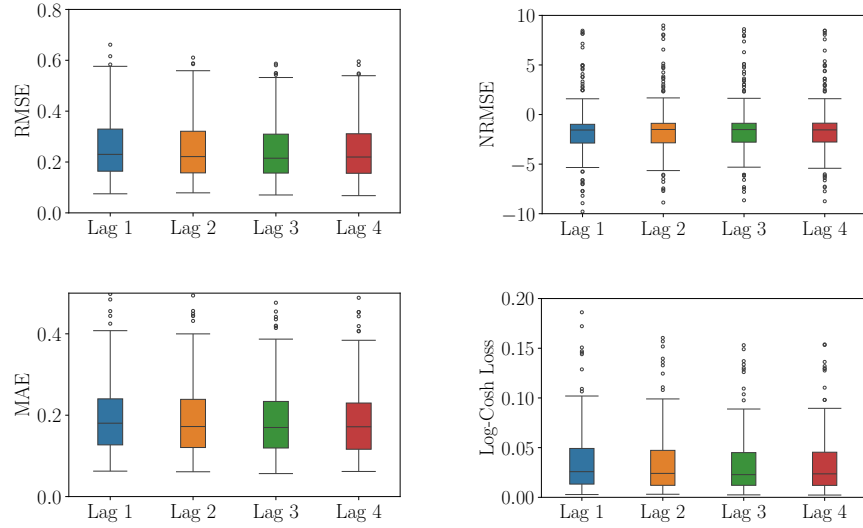 RMSE
0.8
0.6
0.4
0.2
0.0
Lag 1 Lag 2 Lag 3 Lag 4
NRMSE
10
5
0
−5
−10
Lag 1 Lag 2 Lag 3 Lag 4
MAE
0.4
0.2
0.0
Lag 1 Lag 2 Lag 3 Lag 4
Log-Cosh Loss
0.20
0.15
0.10
0.05
0.00
Lag 1 Lag 2 Lag 3 Lag 4